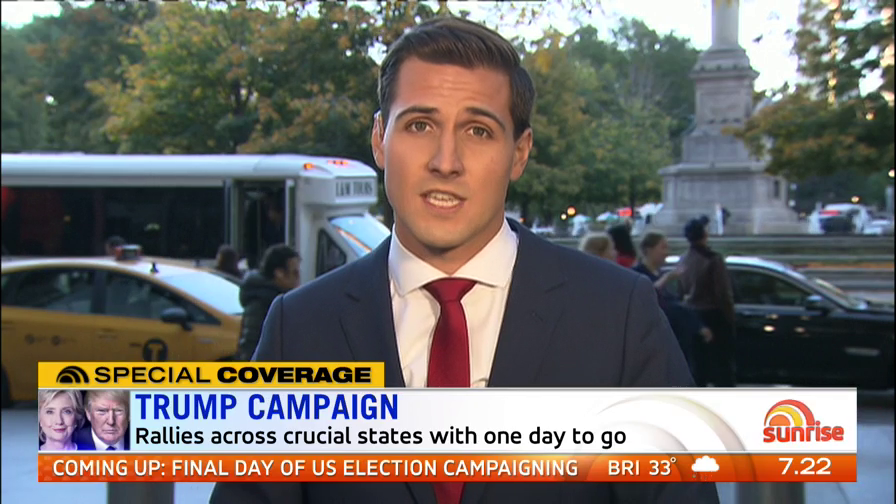 L&M TOURS
T
SPECIAL COVERAGE
TRUMP CAMPAIGN
Rallies across crucial states with one day to go
sunrise
COMING UP: FINAL DAY OF US ELECTION CAMPAIGNING BRI 33° 7.22